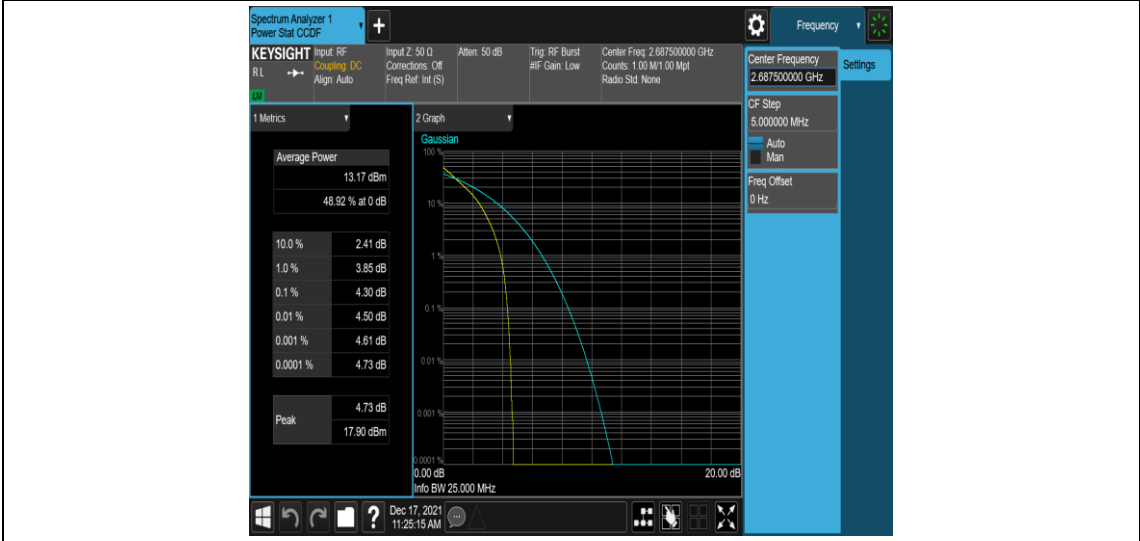 Spectrum Analyzer 1
Power Stat CCDF
Frequency
KEYSIGHT
RL
Input: RF
Coupling: DC
Align: Auto
Input Z: 50 Ω
Corrections: Off
Freq Ref: Int (S)
Atten: 50 dB
Trig: RF Burst
#IF Gain: Low
Center Freq: 2.687500000 GHz
Counts: 1.00 M/1.00 Mpt
Radio Std: None
Center Frequency
2.687500000 GHz
Settings
CF Step
5.000000 MHz
Auto
Man
Freq Offset
0 Hz
1 Metrics
Average Power
13.17 dBm
48.92 % at 0 dB
10.0 % 2.41 dB
1.0 % 3.85 dB
0.1 % 4.30 dB
0.01 % 4.50 dB
0.001 % 4.61 dB
0.0001 % 4.73 dB
Peak
4.73 dB
17.90 dBm
2 Graph
Gaussian
100 %
10 %
1 %
0.1 %
0.01 %
0.001 %
0.0001 %
0.00 dB
20.00 dB
Info BW 25.000 MHz
?
Dec 17, 2021
11:25:15 AM